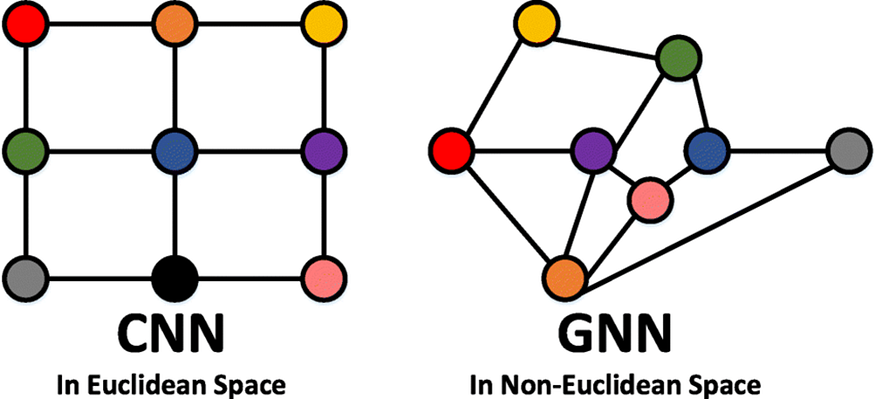 CNN
In Euclidean Space
GNN
In Non-Euclidean Space